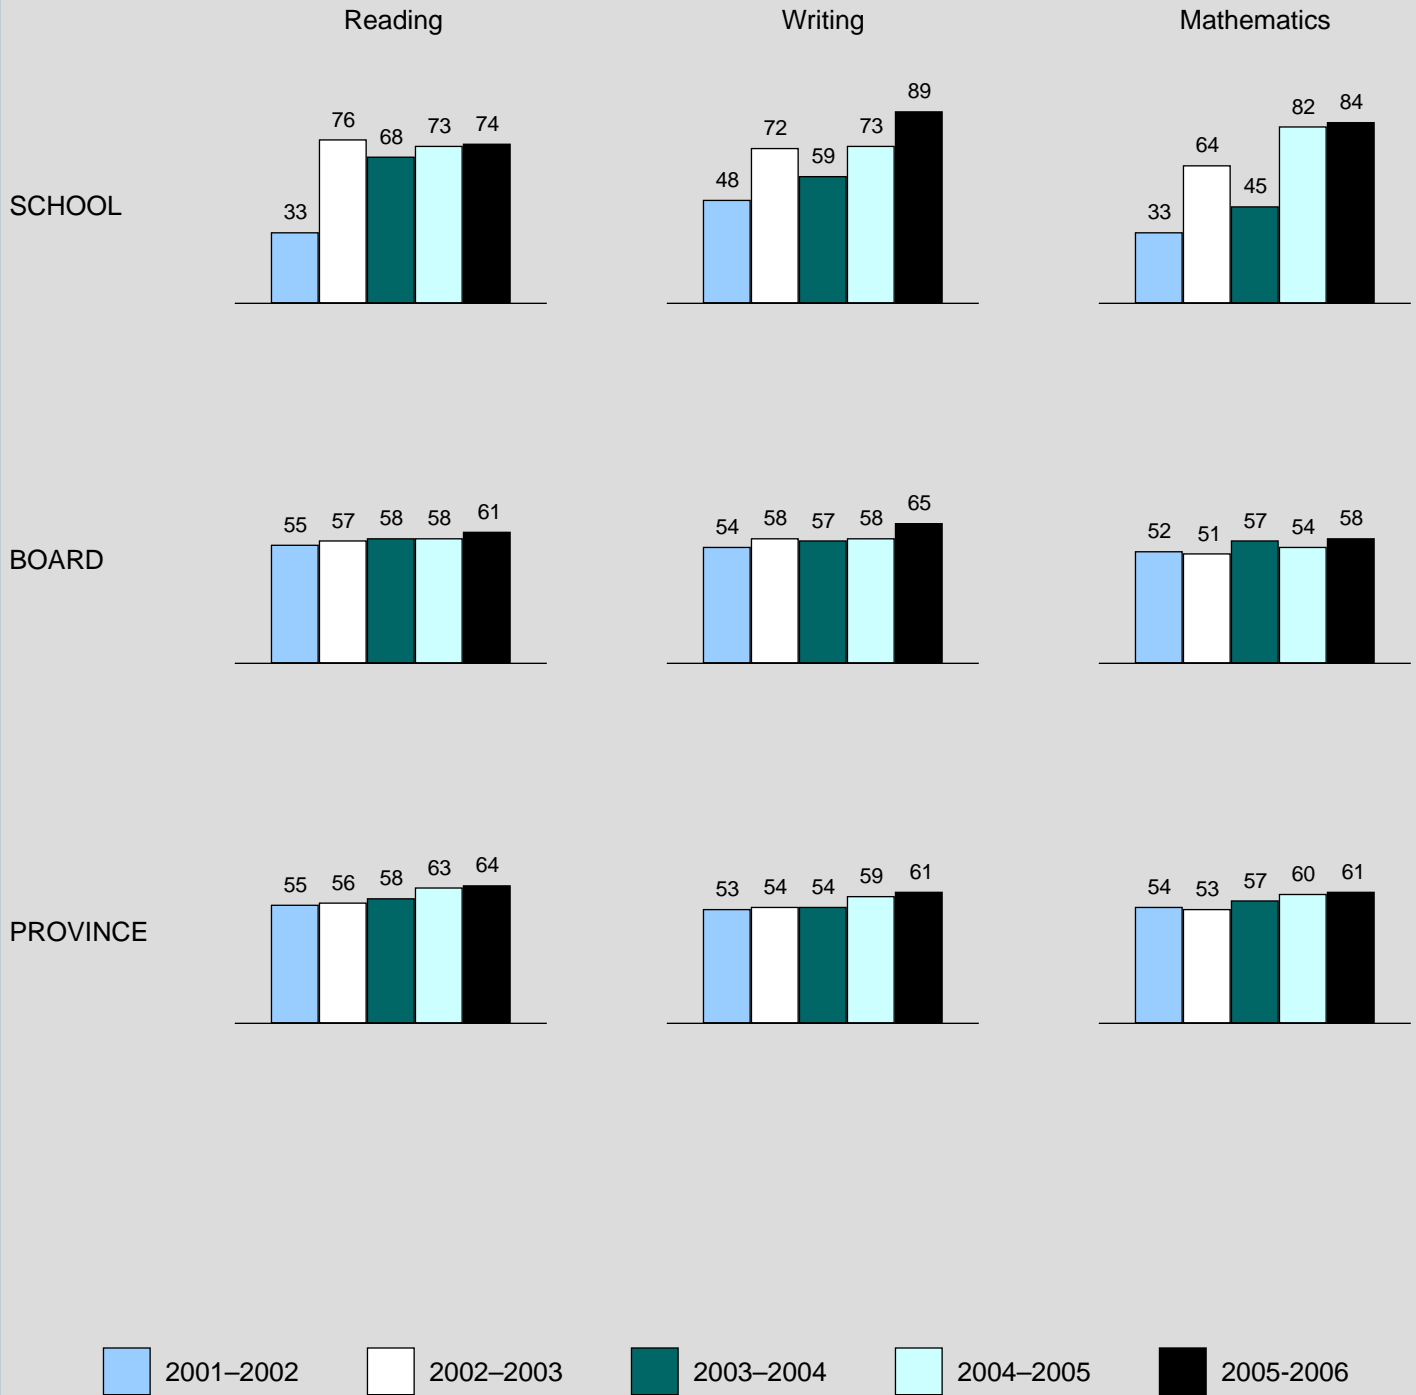 Reading Writing Mathematics
SCHOOL
33 76 68 73 74
48 72 59 73 89
33 64 45 82 84
BOARD
55 57 58 58 61
54 58 57 58 65
52 51 57 54 58
PROVINCE
55 56 58 63 64
53 54 54 59 61
54 53 57 60 61
2001–2002 2002–2003 2003–2004 2004–2005 2005-2006